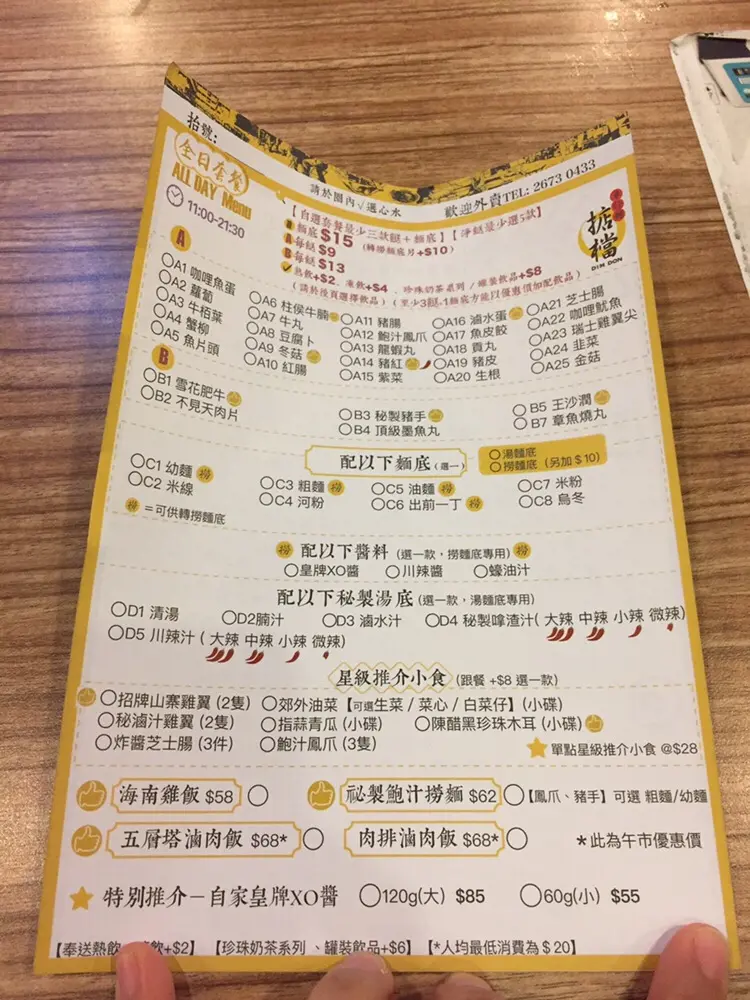 抬號:
請於圈內√選心水
歡迎外賣TEL: 2673 0433
全日套餐
ALL DAY Menu
11:00-21:30
掂檔
DIM DON
【自選套餐最少三款餸+麵底】【淨餸最少選5款】
麵底 $15 (轉撈麵底另+$10)
A 每餸 $9
B 每餸 $13
熱飲+$2、凍飲+$4、珍珠奶茶系列/罐裝飲品+$8
(請於後頁選擇飲品) (至少3餸+1麵底方能以優惠價加配飲品)
A
A1 咖哩魚蛋
A2 蘿蔔
A3 牛栢葉
A4 蟹柳
A5 魚片頭
A6 柱侯牛腩
A7 牛丸
A8 豆腐卜
A9 冬菇
A10 紅腸
A11 豬腸
A12 鮑汁鳳爪
A13 龍蝦丸
A14 豬紅
A15 紫菜
A16 滷水蛋
A17 魚皮餃
A18 貢丸
A19 豬皮
A20 生根
A21 芝士腸
A22 咖哩魷魚
A23 瑞士雞翼尖
A24 韭菜
A25 金菇
B
B1 雪花肥牛
B2 不見天肉片
B3 秘製豬手
B4 頂級墨魚丸
B5 王沙潤
B7 章魚燒丸
配以下麵底 (選一)
湯麵底
撈麵底 (另加$10)
C1 幼麵 撈
C2 米線
C3 粗麵 撈
C4 河粉
C5 油麵 撈
C6 出前一丁 撈
C7 米粉
C8 烏冬
撈 =可供轉撈麵底
撈 配以下醬料 (選一款,撈麵底專用) 撈
皇牌XO醬 川辣醬 蠔油汁
配以下秘製湯底 (選一款,湯麵底專用)
D1 清湯 D2腩汁 D3 滷水汁 D4 秘製嗱渣汁( 大辣 中辣 小辣 微辣)
D5 川辣汁 ( 大辣 中辣 小辣 微辣)
星級推介小食 (跟餐 +$8 選一款)
招牌山寨雞翼 (2隻) 郊外油菜【可選生菜 / 菜心 / 白菜仔】(小碟)
秘滷汁雞翼 (2隻) 指蒜青瓜 (小碟) 陳醋黑珍珠木耳 (小碟)
炸醬芝士腸 (3件) 鮑汁鳳爪 (3隻)
單點星級推介小食 @$28
海南雞飯 $58 祕製鮑汁撈麵 $62 【鳳爪、豬手】可選 粗麵/幼麵
五層塔滷肉飯 $68* 肉排滷肉飯 $68* *此為午市優惠價
特別推介－自家皇牌XO醬 120g(大) $85 60g(小) $55
【奉送熱飲 飲+$2】 【珍珠奶茶系列、罐裝飲品+$6】 【*人均最低消費為$20】